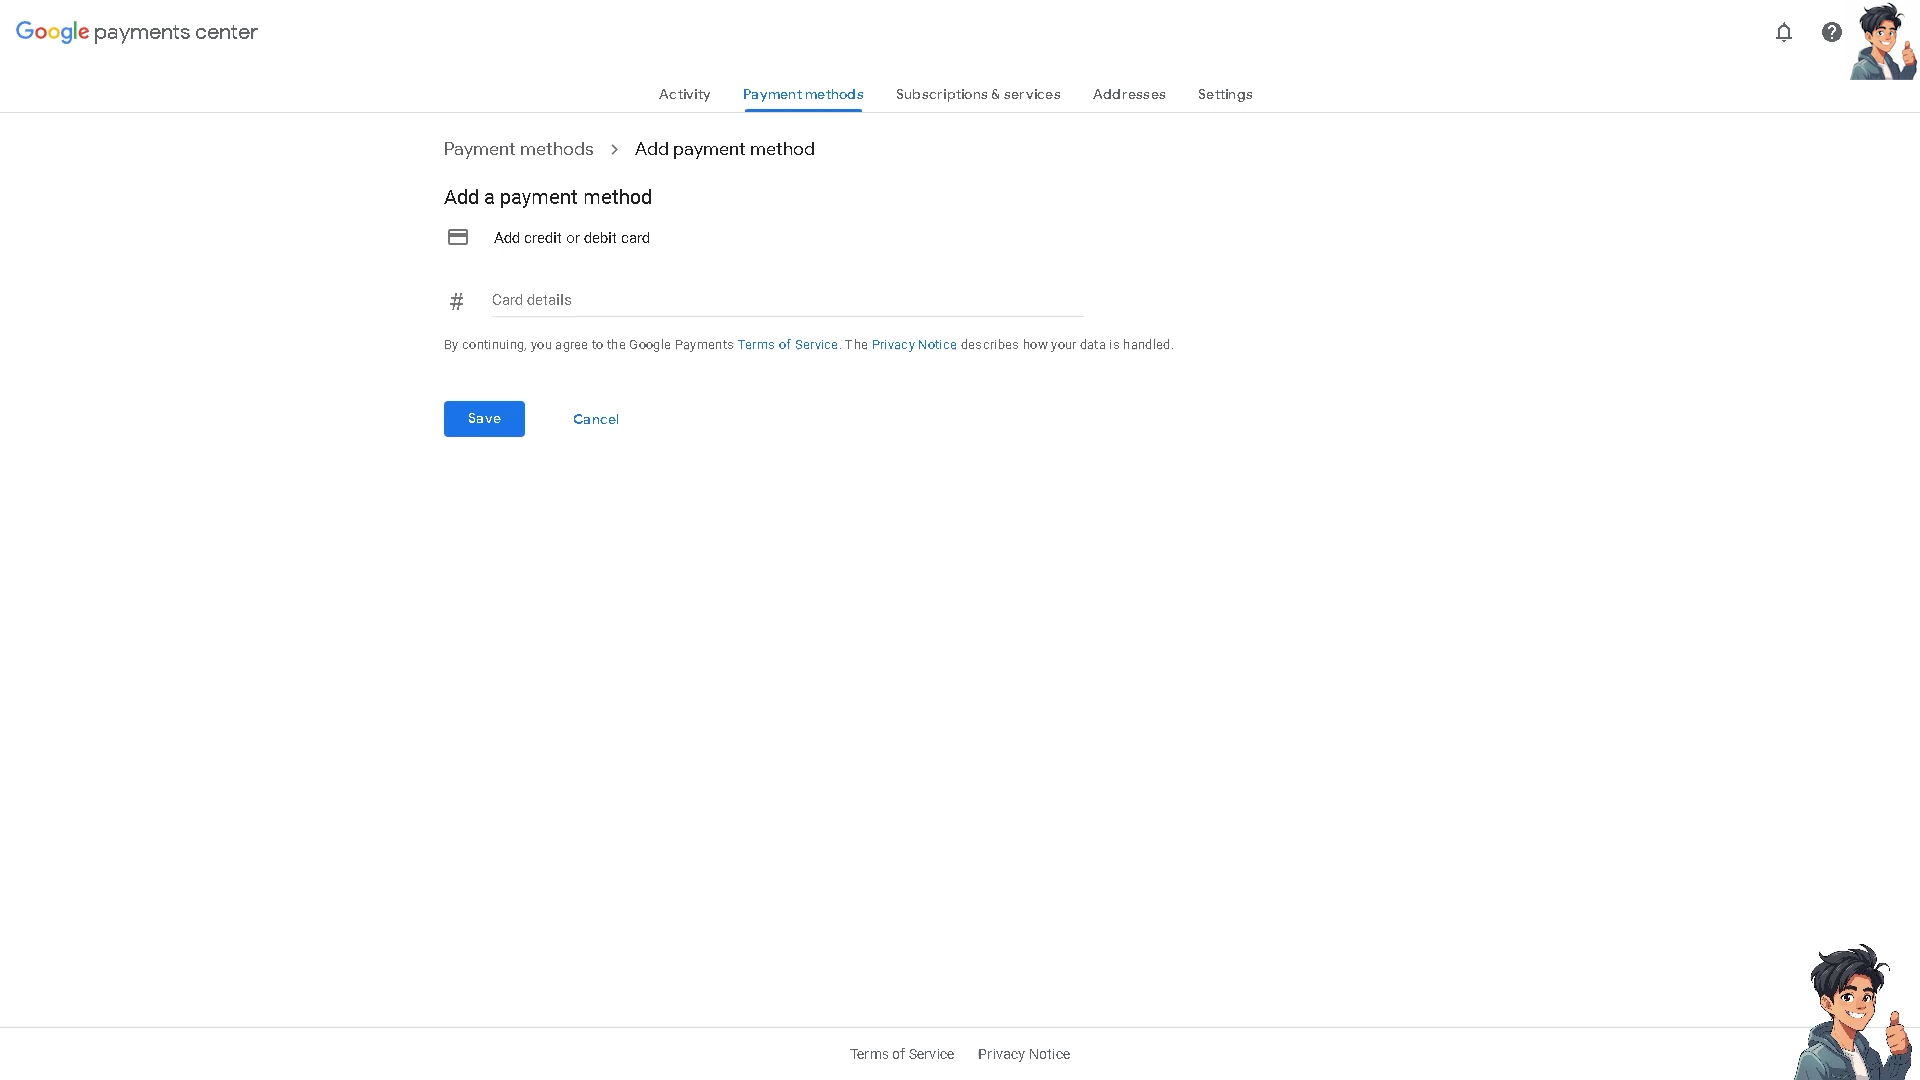 Google payments center
Activity Payment methods Subscriptions & services Addresses Settings
Payment methods > Add payment method
Add a payment method
Add credit or debit card
# Card details
By continuing, you agree to the Google Payments Terms of Service. The Privacy Notice describes how your data is handled.
Save Cancel
Terms of Service Privacy Notice